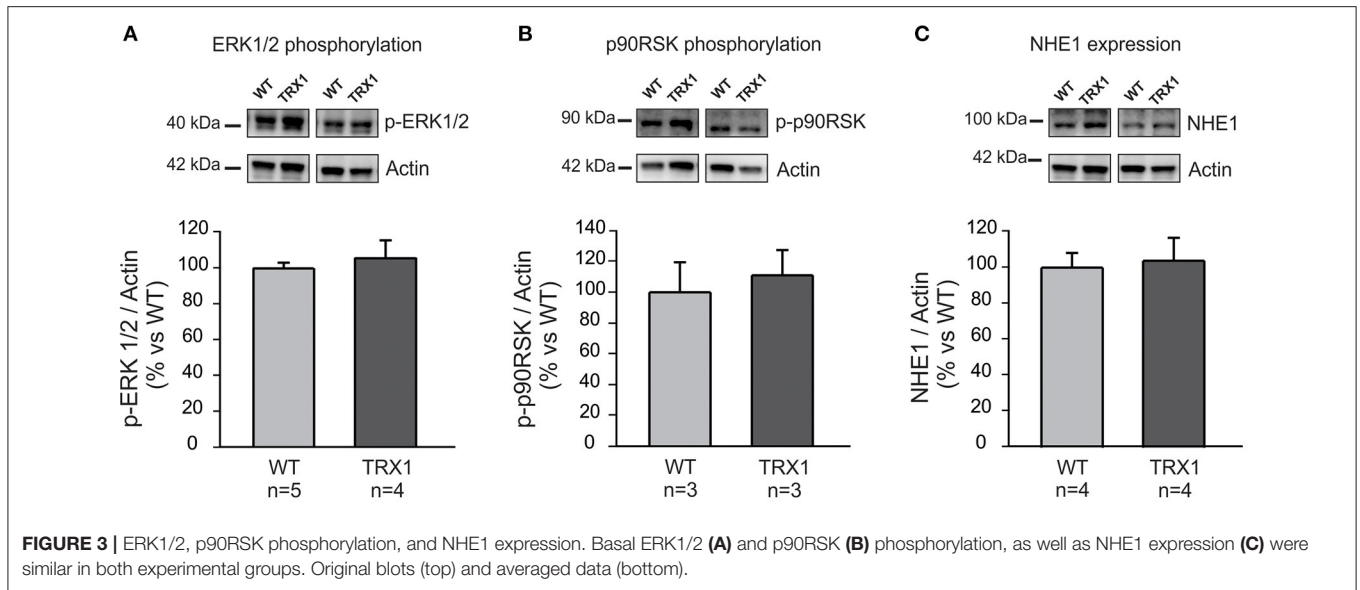 A
ERK1/2 phosphorylation
WT TRX1 WT TRX1
40 kDa
p-ERK1/2
42 kDa
Actin
p-ERK 1/2 / Actin
(% vs WT)
120
100
80
60
40
20
0
WT
n=5
TRX1
n=4
B
p90RSK phosphorylation
WT TRX1 WT TRX1
90 kDa
p-p90RSK
42 kDa
Actin
p-p90RSK / Actin
(% vs WT)
140
120
100
80
60
40
20
0
WT
n=3
TRX1
n=3
C
NHE1 expression
WT TRX1 WT TRX1
100 kDa
NHE1
42 kDa
Actin
NHE1 / Actin
(% vs WT)
120
100
80
60
40
20
0
WT
n=4
TRX1
n=4
FIGURE 3 | ERK1/2, p90RSK phosphorylation, and NHE1 expression. Basal ERK1/2 (A) and p90RSK (B) phosphorylation, as well as NHE1 expression (C) were
similar in both experimental groups. Original blots (top) and averaged data (bottom).